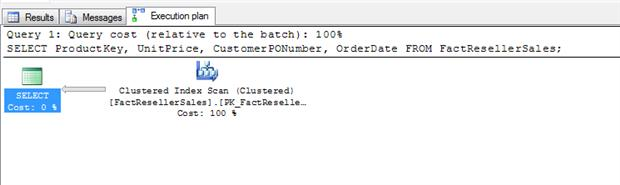 Results Messages Execution plan
Query 1: Query cost (relative to the batch): 100%
SELECT ProductKey, UnitPrice, CustomerPONumber, OrderDate FROM FactResellerSales;
SELECT
Cost: 0 %
Clustered Index Scan (Clustered)
[FactResellerSales].[PK_FactReselle…
Cost: 100 %